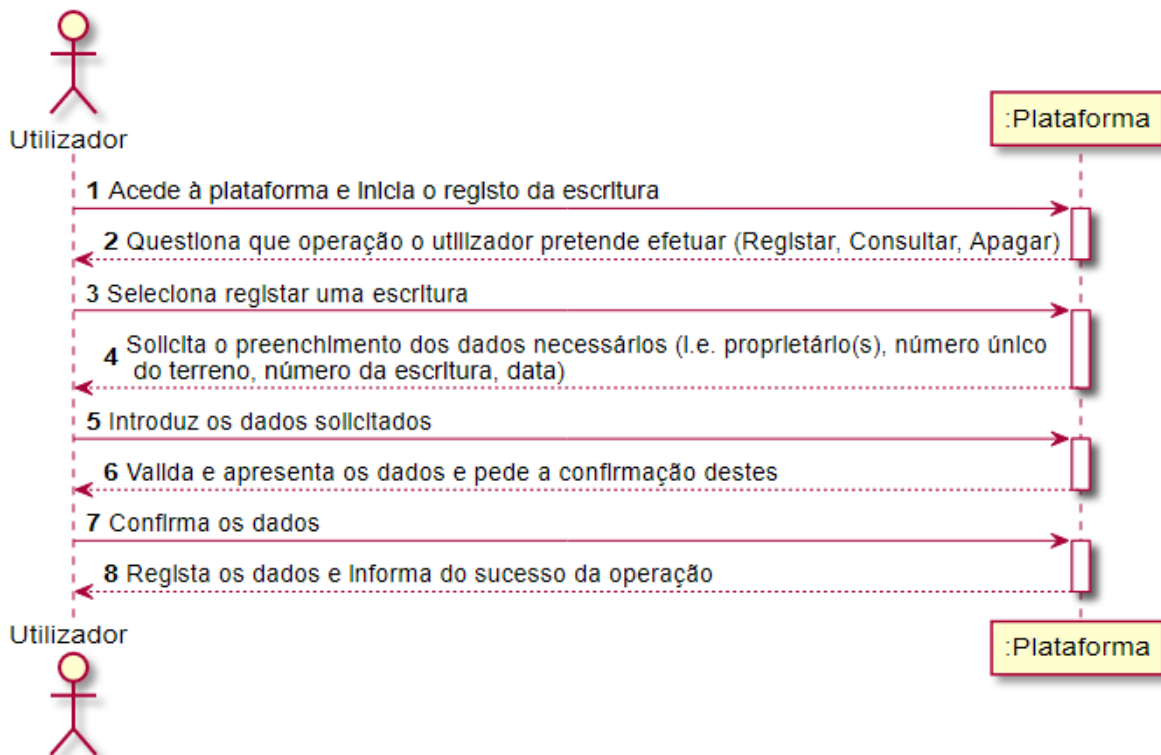 Utilizador
:Plataforma
1 Acede à plataforma e inicia o registo da escritura
2 Questiona que operação o utilizador pretende efetuar (Registar, Consultar, Apagar)
3 Seleciona registar uma escritura
4 Solicita o preenchimento dos dados necessários (i.e. proprietário(s), número único
do terreno, número da escritura, data)
5 Introduz os dados solicitados
6 Valida e apresenta os dados e pede a confirmação destes
7 Confirma os dados
8 Regista os dados e informa do sucesso da operação
Utilizador
:Plataforma